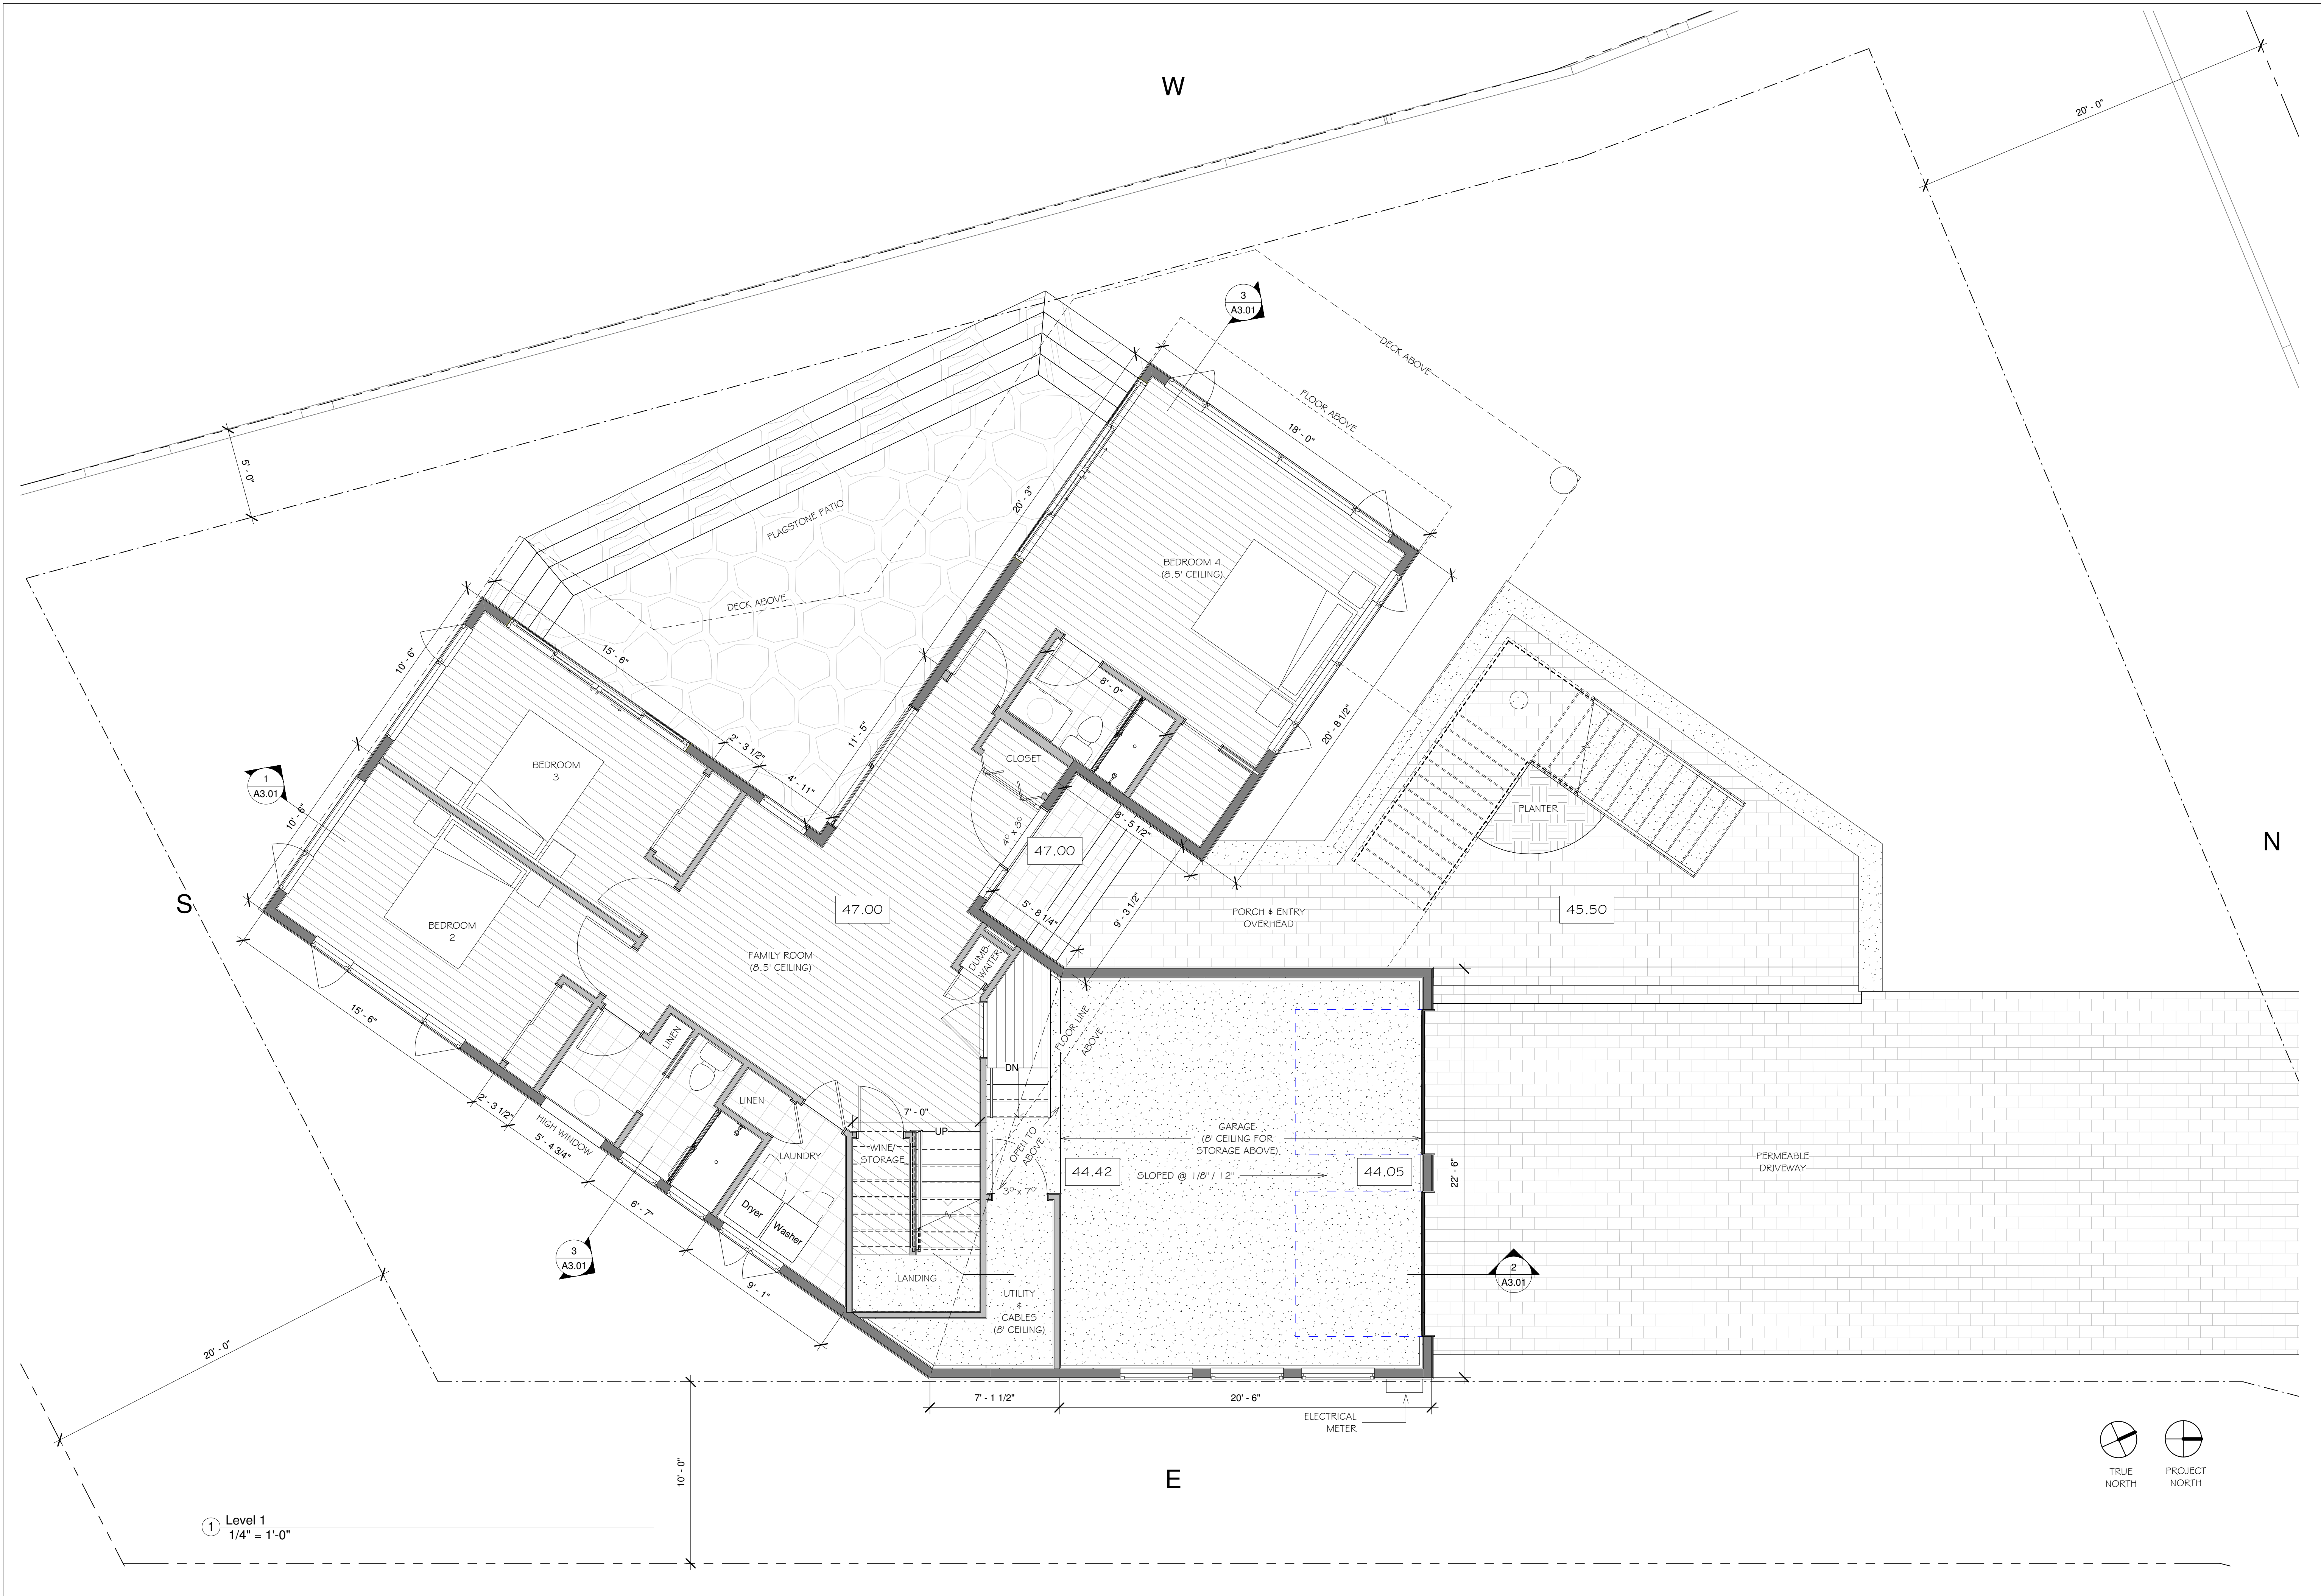 W
20' - 0"
3
A3.01
DECK ABOVE
FLOOR ABOVE
18' - 0"
5' - 0"
20' - 3"
FLAGSTONE PATIO
BEDROOM 4
(8.5' CEILING)
DECK ABOVE
10' - 6"
15' - 6"
8' - 0"
11' - 5"
2' - 3 1/2"
4' - 11"
20' - 8 1/2"
CLOSET
BEDROOM
3
1
A3.01
10' - 6"
PLANTER
4⁰ x 8⁰
8' - 5 1/2"
47.00
N
S
47.00
5' - 8 1/4"
9' - 3 1/2"
PORCH & ENTRY
OVERHEAD
45.50
BEDROOM
2
FAMILY ROOM
(8.5' CEILING)
DUMB-
WAITER
15' - 6"
LINEN
FLOOR LINE
ABOVE
DN
2' - 3 1/2"
HIGH WINDOW
5' - 4 3/4"
LINEN
7' - 0"
UP
WINE/
STORAGE
LAUNDRY
OPEN TO
ABOVE
GARAGE
(8' CEILING FOR
STORAGE ABOVE)
44.42
SLOPED @ 1/8" / 12"
44.05
22' - 6"
PERMEABLE
DRIVEWAY
3⁰ x 7⁰
6' - 7"
Dryer
Washer
3
A3.01
9' - 1"
LANDING
UTILITY
&
CABLES
(8' CEILING)
2
A3.01
20' - 0"
7' - 1 1/2"
20' - 6"
ELECTRICAL
METER
10' - 0"
E
TRUE
NORTH
PROJECT
NORTH
1
Level 1
1/4" = 1'-0"